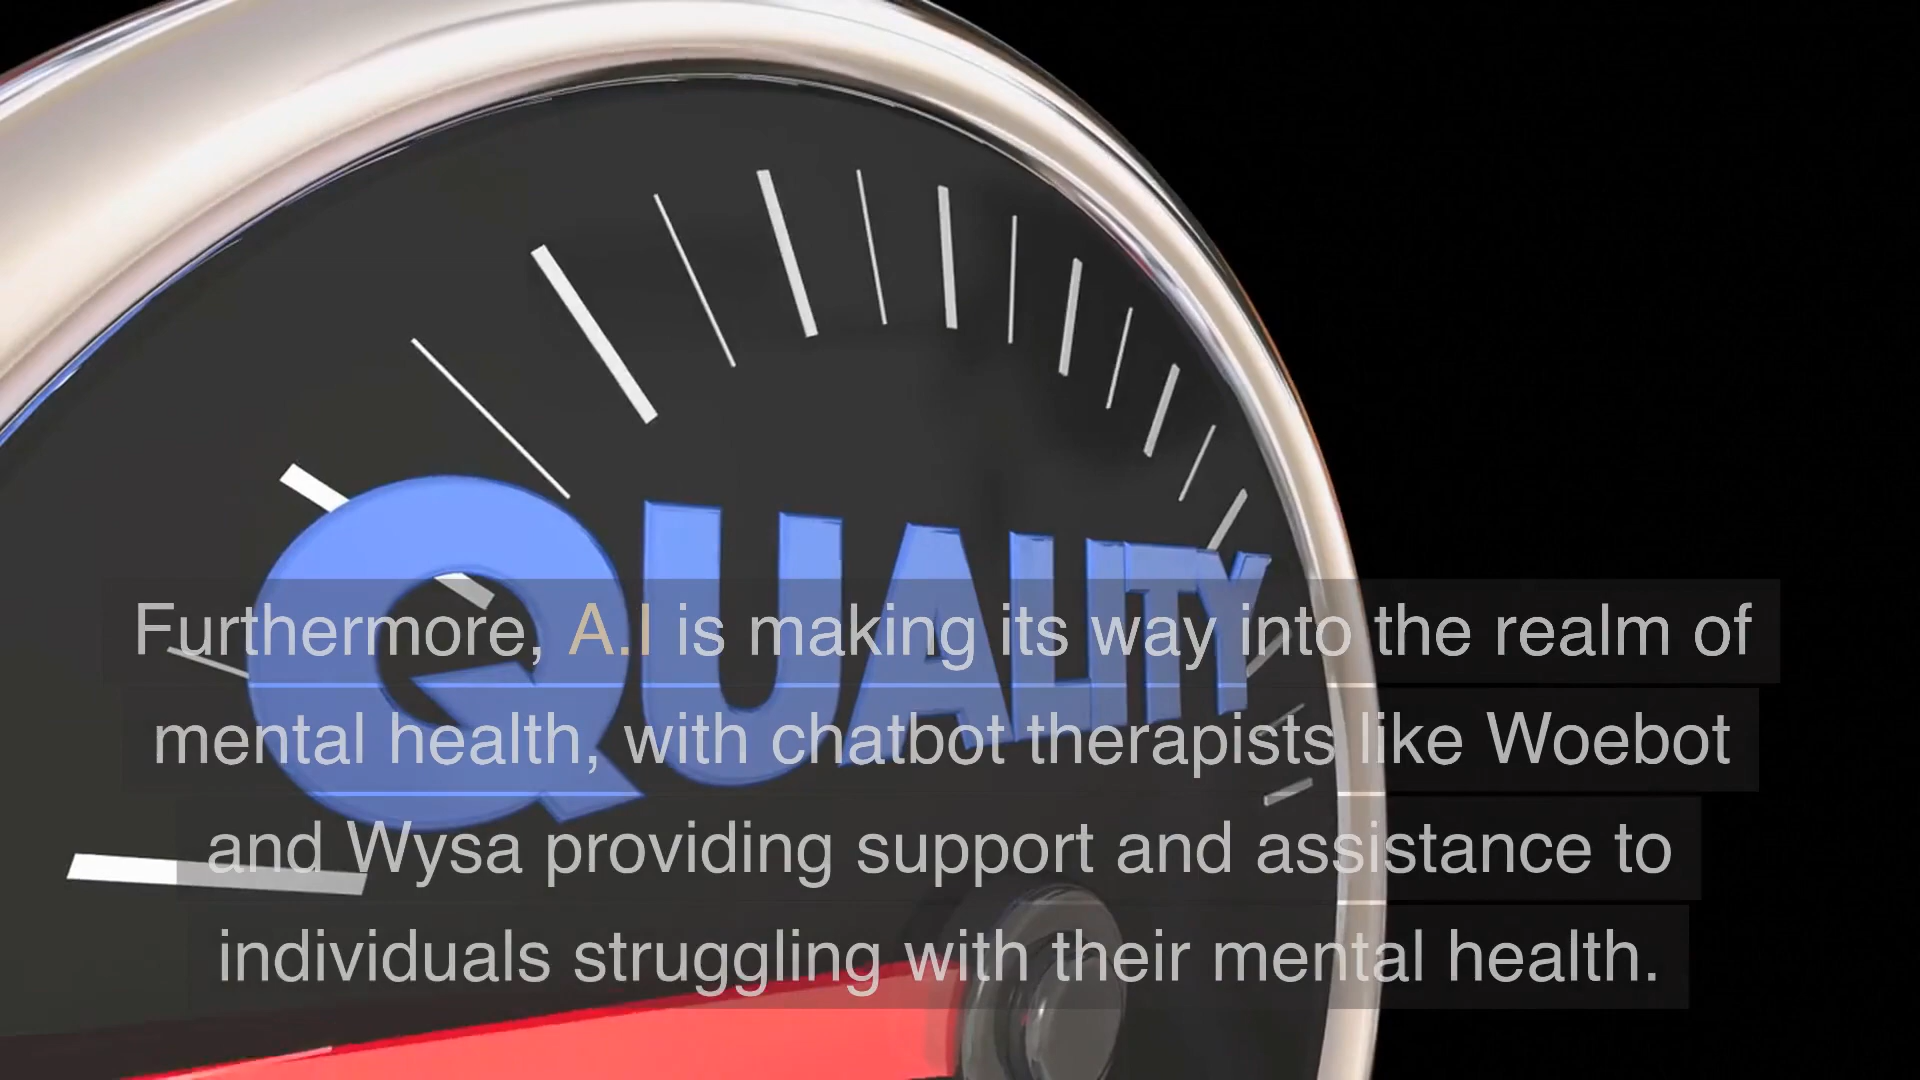 QUALITY
Furthermore, A.I is making its way into the realm of
mental health, with chatbot therapists like Woebot
and Wysa providing support and assistance to
individuals struggling with their mental health.